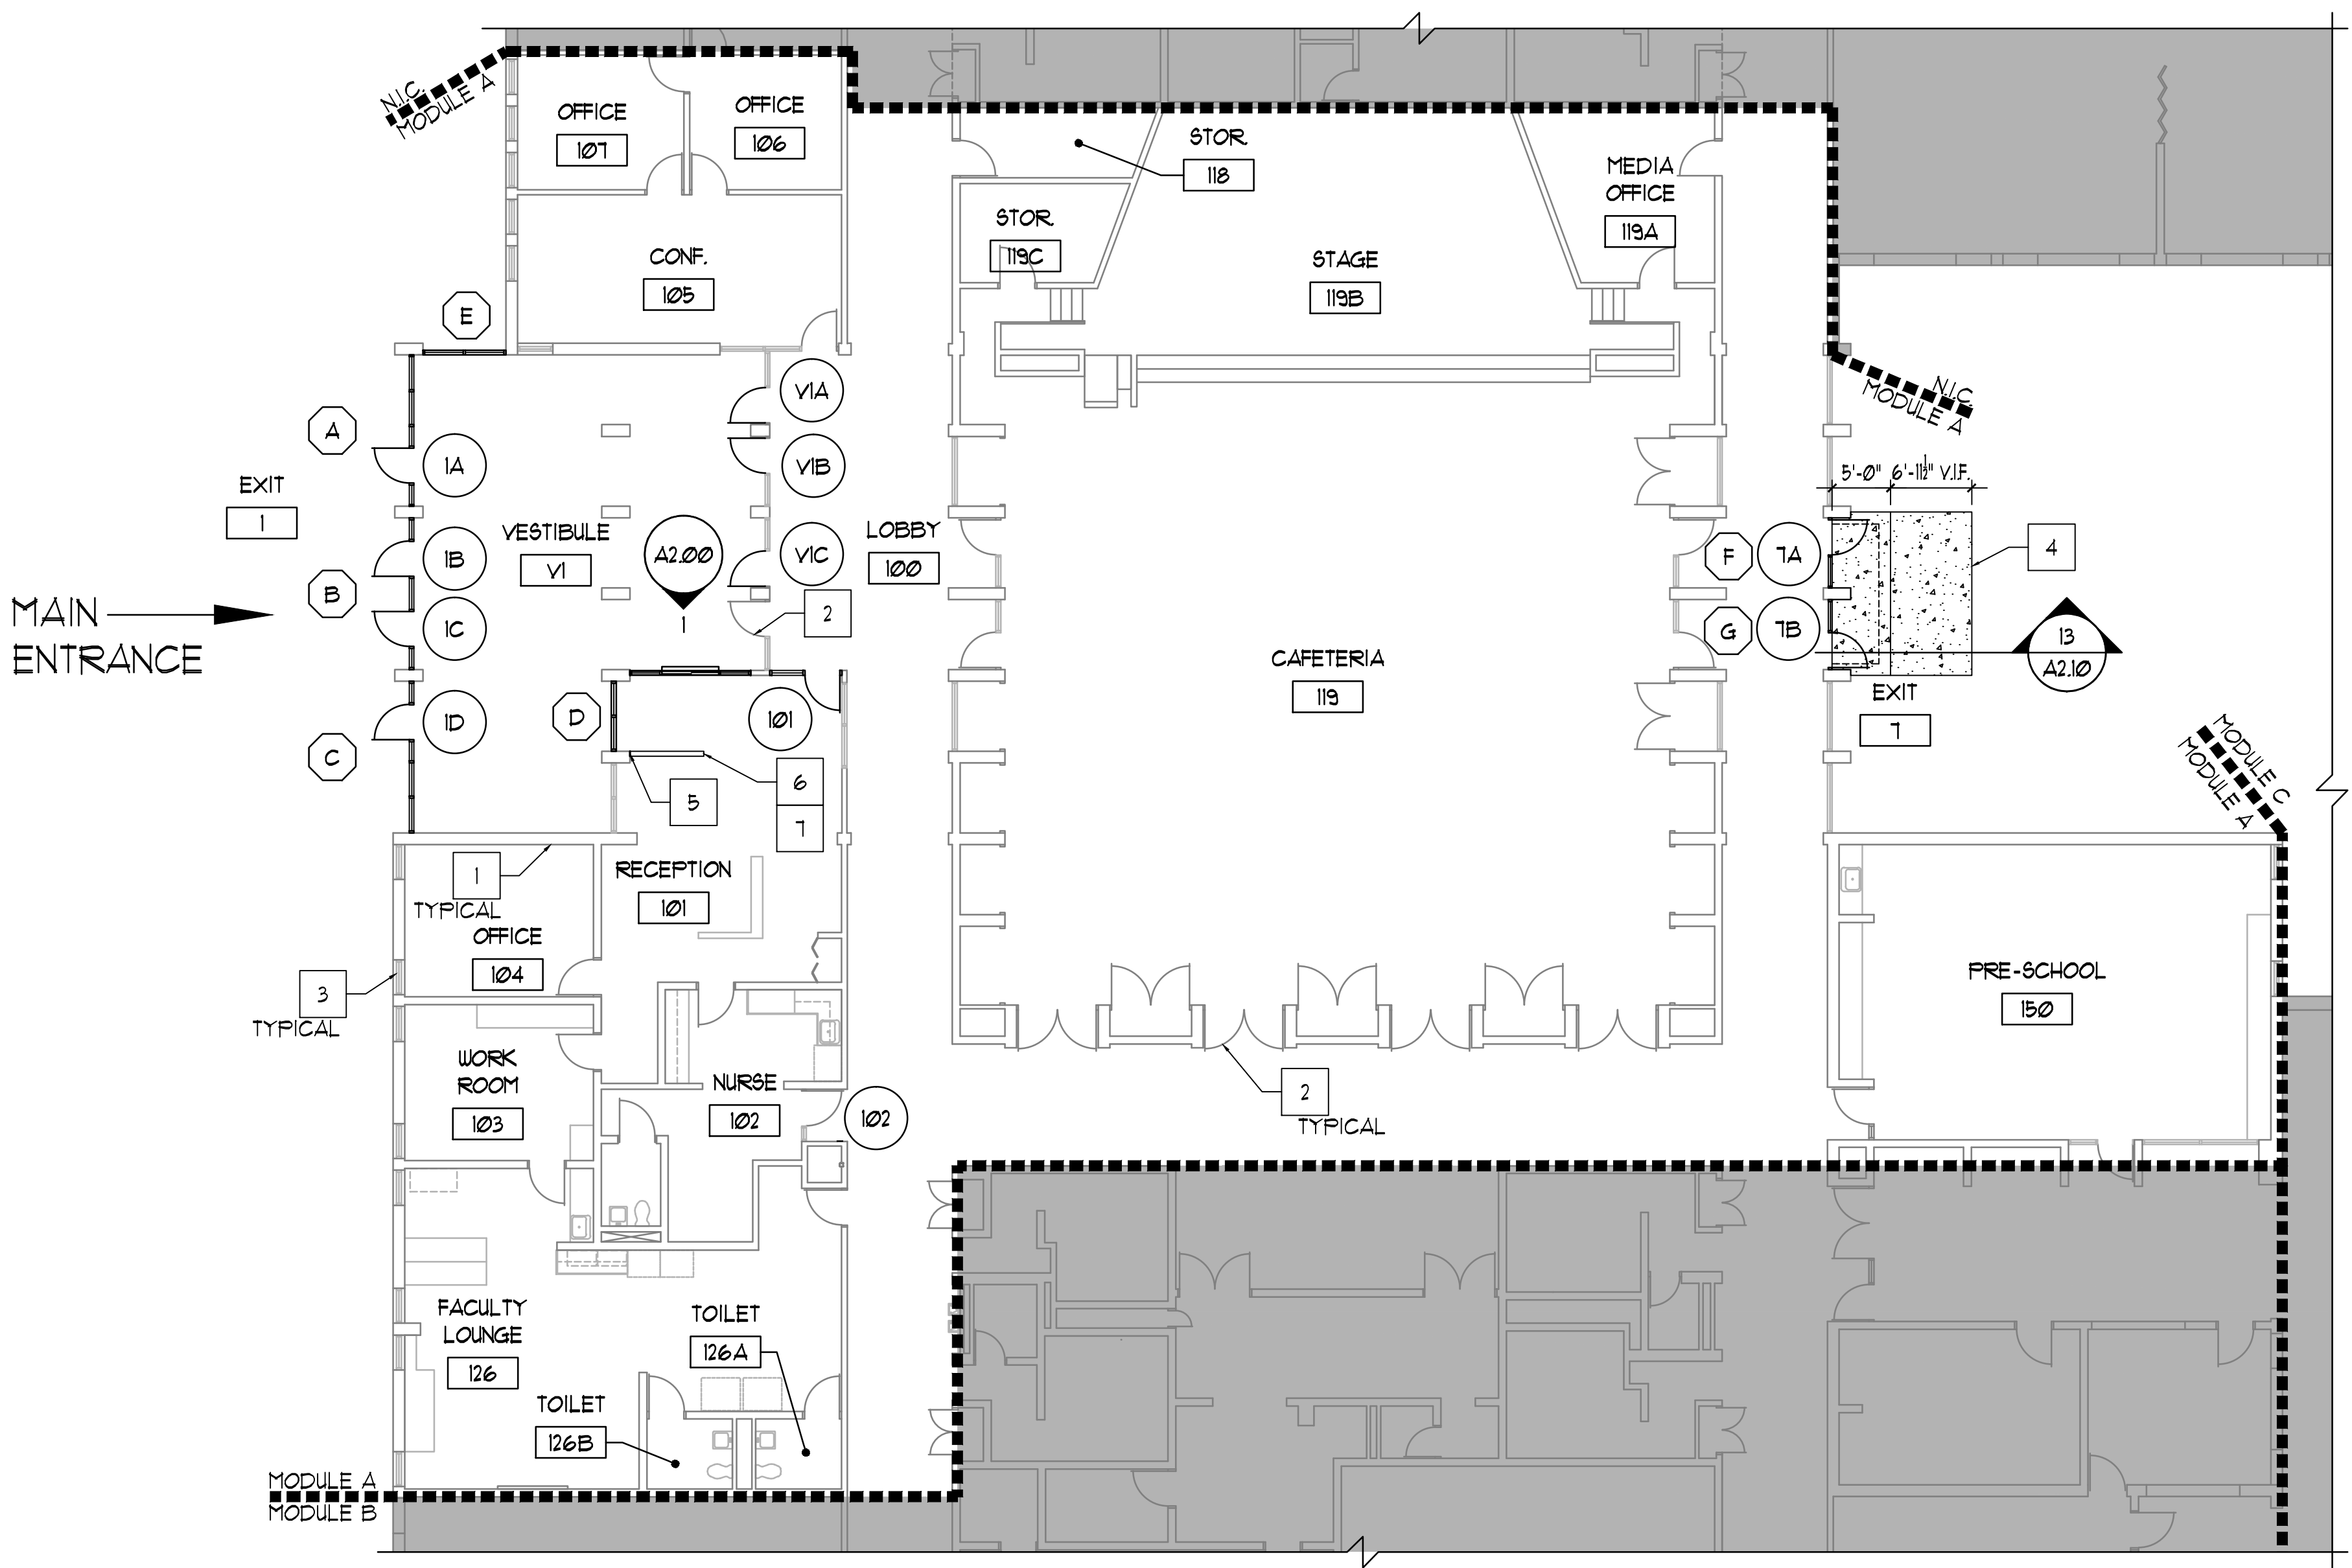 N.I.C.
MODULE A
OFFICE
107
OFFICE
106
STOR
118
MEDIA
OFFICE
119A
STOR
119C
CONF.
105
STAGE
119B
E
N.I.C.
MODULE A
A
V1A
1A
V1B
EXIT
1
5'-0" 6'-11½" V.I.F.
VESTIBULE
V1
A2.00
1
1B
V1C
LOBBY
100
F
7A
4
B
2
MAIN
ENTRANCE
1C
G
7B
13
A2.10
CAFETERIA
119
EXIT
7
D
101
1D
C
MODULE C
MODULE A
5
6
7
1
TYPICAL
RECEPTION
101
OFFICE
104
3
TYPICAL
PRE-SCHOOL
150
WORK
ROOM
103
NURSE
102
102
2
TYPICAL
FACULTY
LOUNGE
126
TOILET
126A
TOILET
126B
MODULE A
MODULE B